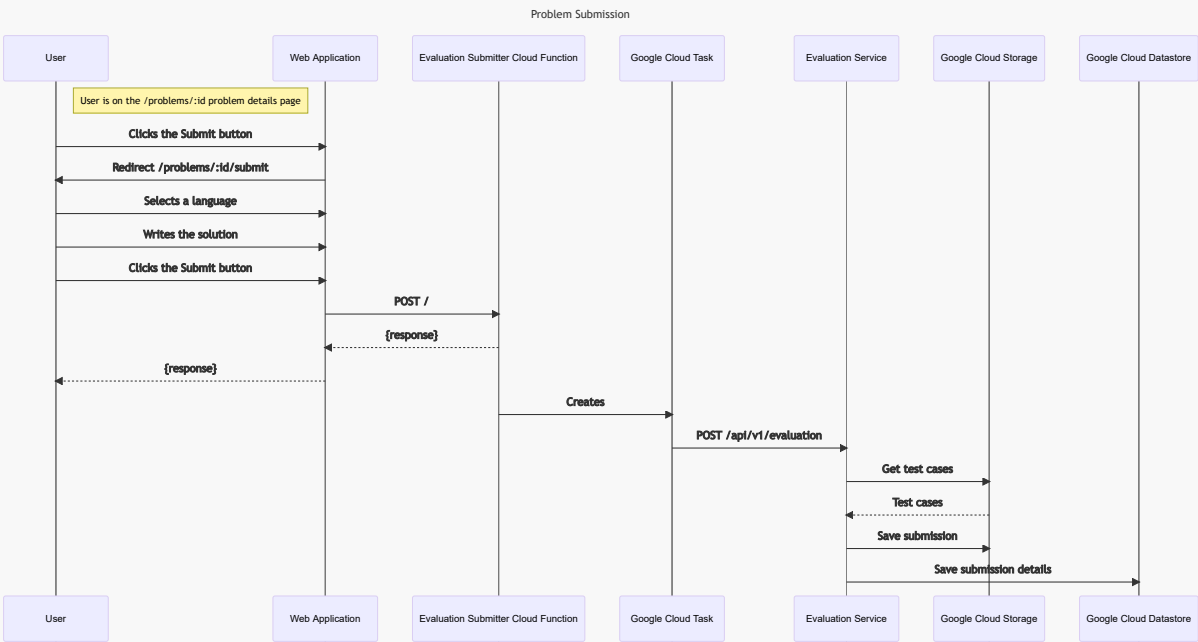 Problem Submission
User
Web Application
Evaluation Submitter Cloud Function
Google Cloud Task
Evaluation Service
Google Cloud Storage
Google Cloud Datastore
User is on the /problems/:id problem details page
Clicks the Submit button
Redirect /problems/:id/submit
Selects a language
Writes the solution
Clicks the Submit button
POST /
{response}
{response}
Creates
POST /api/v1/evaluation
Get test cases
Test cases
Save submission
Save submission details
User
Web Application
Evaluation Submitter Cloud Function
Google Cloud Task
Evaluation Service
Google Cloud Storage
Google Cloud Datastore